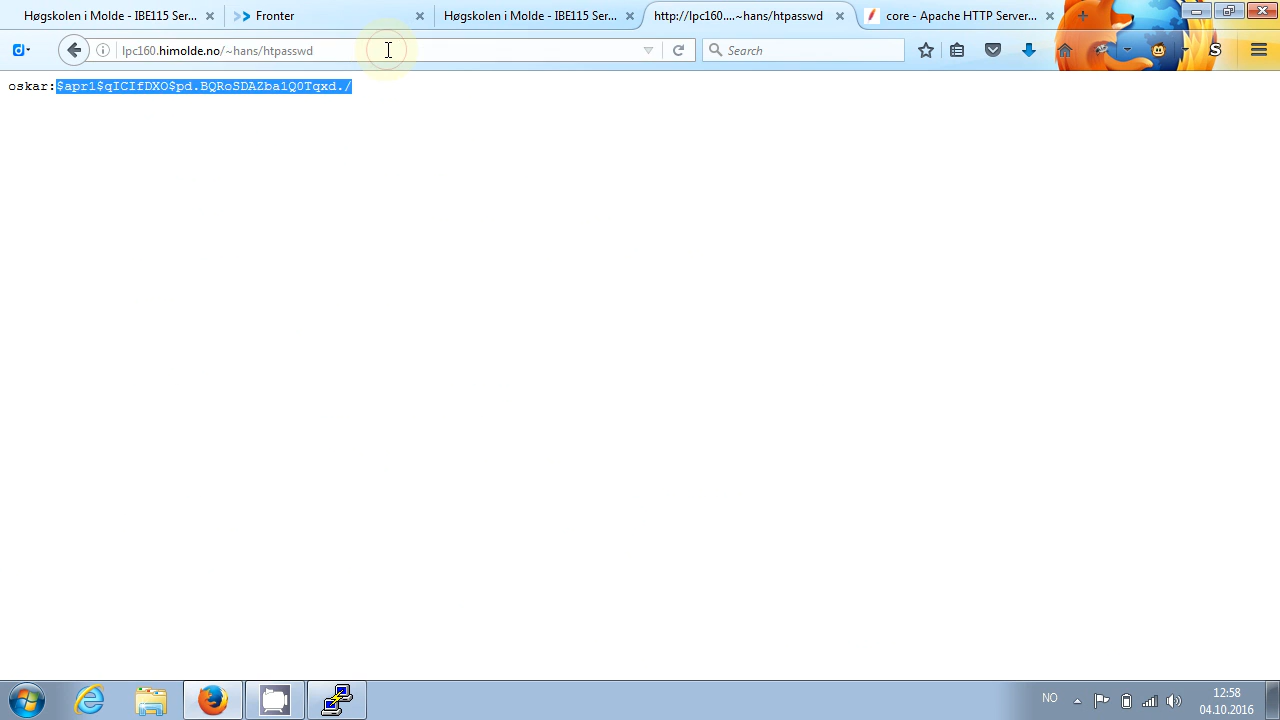 Høgskolen i Molde - IBE115 Ser...
Fronter
Høgskolen i Molde - IBE115 Ser...
http://lpc160....~hans/htpasswd
core - Apache HTTP Server...
lpc160.himolde.no/~hans/htpasswd
Search
oskar:$apr1$qICIfDXO$pd.BQRoSDAZba1Q0Tqxd./
NO
12:58
04.10.2016